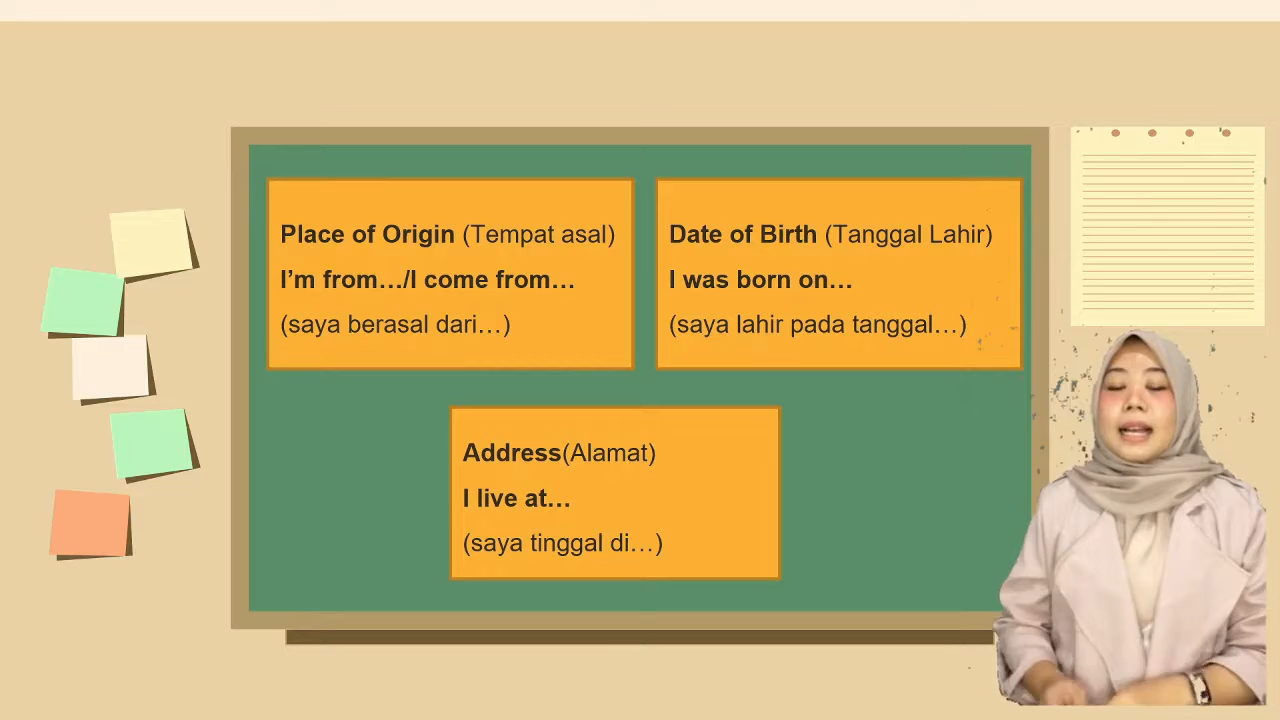 Place of Origin (Tempat asal)
I’m from…/I come from…
(saya berasal dari…)
Date of Birth (Tanggal Lahir)
I was born on…
(saya lahir pada tanggal…)
Address(Alamat)
I live at…
(saya tinggal di…)